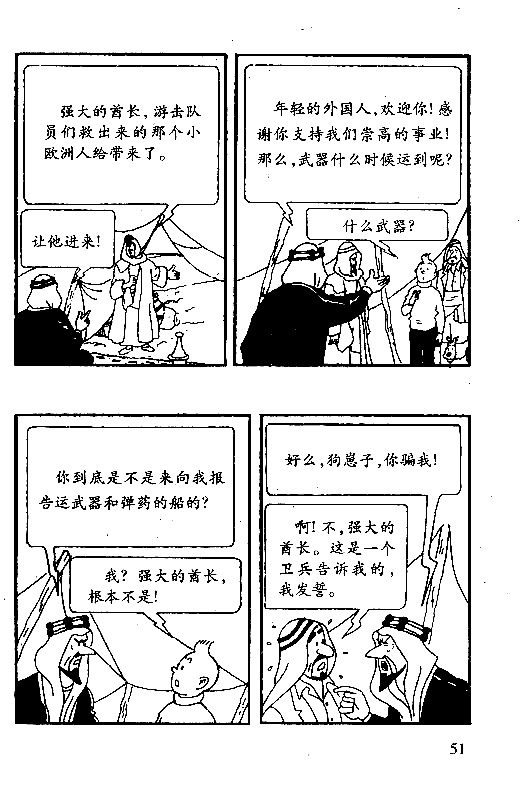 强大的酋长，游击队
员们救出来的那个小
欧洲人给带来了。
让他进来!
年轻的外国人，欢迎你! 感
谢你支持我们崇高的事业!
那么，武器什么时候运到呢?
什么武器?
你到底是不是来向我报
告运武器和弹药的船的?
我? 强大的酋长，
根本不是!
好么，狗崽子，你骗我!
啊! 不，强大的
酋长。这是一个
卫兵告诉我的，
我发誓。
51